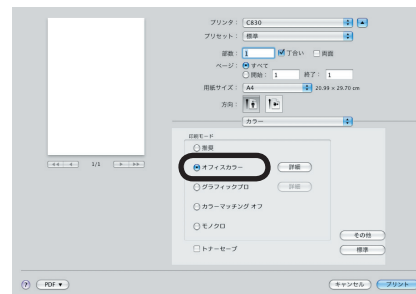 プリンタ: C830
プリセット: 標準
部数: 1 丁合い 両面
ページ: すべて
開始: 1 終了: 1
用紙サイズ: A4 20.99 x 29.70 cm
方向:
カラー
印刷モード
推奨
オフィスカラー 詳細
グラフィックプロ 詳細
カラーマッチング オフ
モノクロ
トナーセーブ
その他
標準
1/1
? PDF▼ キャンセル プリント